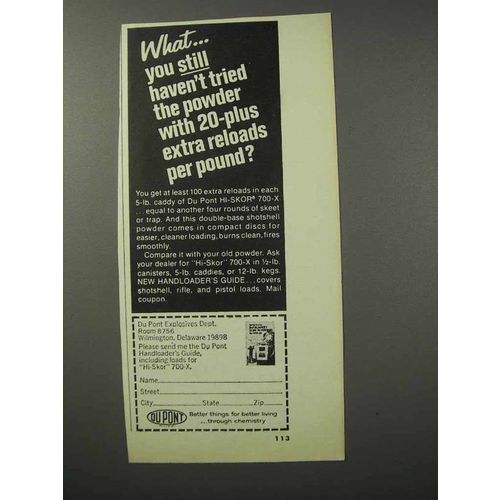 What...
you still
haven't tried
the powder
with 20-plus
extra reloads
per pound?
You get at least 100 extra reloads in each
5-lb. caddy of Du Pont HI-SKOR® 700-X
...equal to another four rounds of skeet
or trap. And this double-base shotshell
powder comes in compact discs for
easier, cleaner loading, burns clean, fires
smoothly.
Compare it with your old powder. Ask
your dealer for "Hi-Skor" 700-X in ½-lb.
canisters, 5-lb. caddies, or 12-lb. kegs.
NEW HANDLOADER'S GUIDE...covers
shotshell, rifle, and pistol loads. Mail
coupon.
Du Pont Explosives Dept.
Room 8756
Wilmington, Delaware 19898
Please send me the Du Pont
Handloader's Guide,
including loads for
"Hi-Skor" 700-X.
Name
Street
City State Zip
DU PONT
Better things for better living
...through chemistry
113